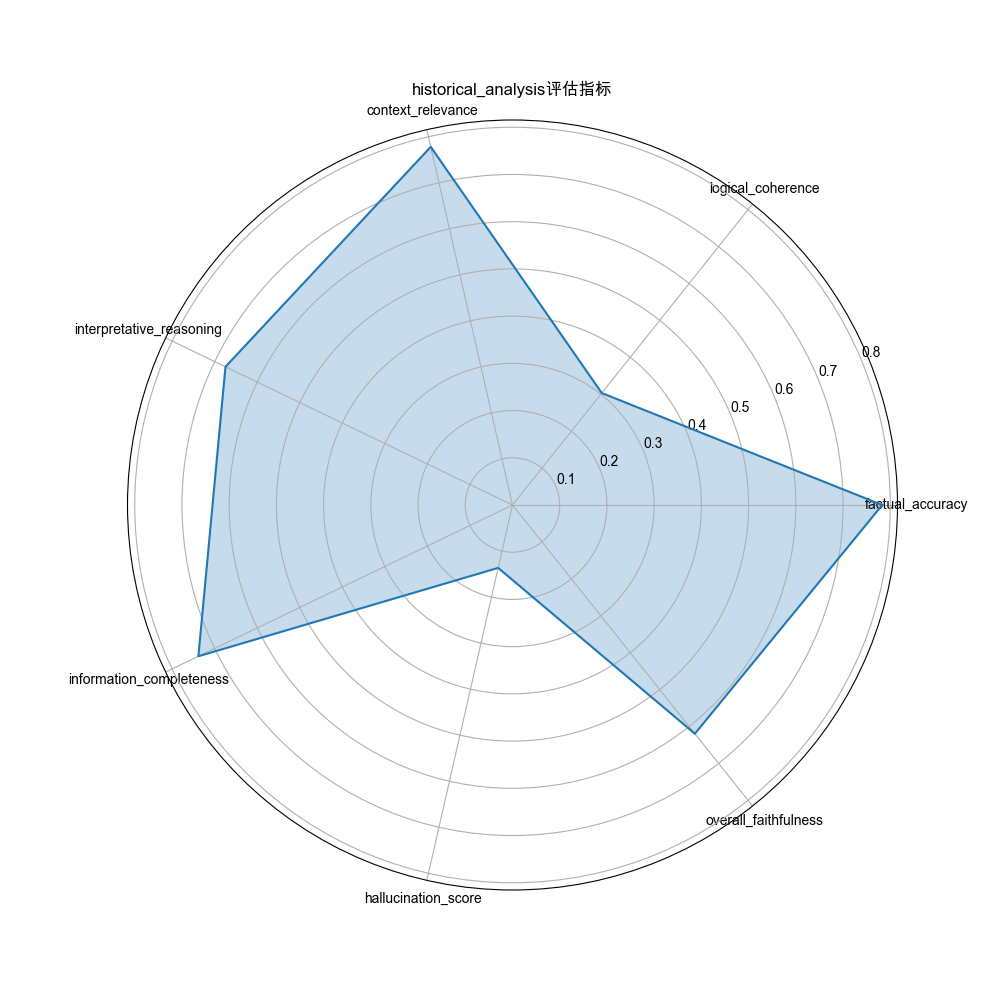 historical_analysis评估指标
context_relevance
logical_coherence
interpretative_reasoning
0.8
0.7
0.6
0.5
0.4
0.3
0.2
0.1
factual_accuracy
information_completeness
overall_faithfulness
hallucination_score